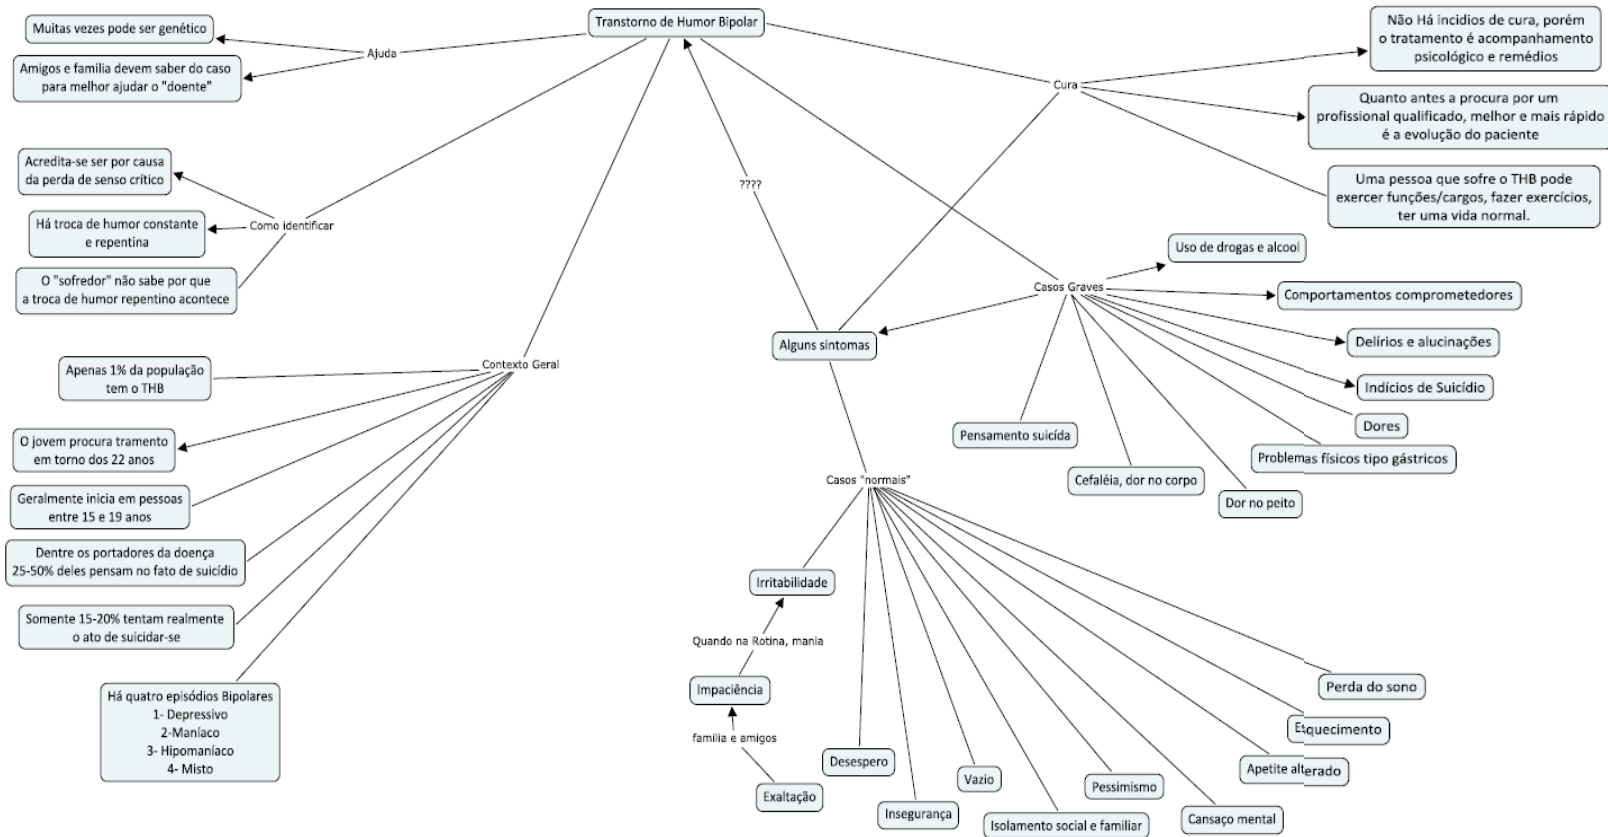 Transtorno de Humor Bipolar
Muitas vezes pode ser genético
Ajuda
Amigos e familia devem saber do caso
para melhor ajudar o "doente"
Não Há incidios de cura, porém
o tratamento é acompanhamento
psicológico e remédios
Cura
Quanto antes a procura por um
profissional qualificado, melhor e mais rápido
é a evolução do paciente
Uma pessoa que sofre o THB pode
exercer funções/cargos, fazer exercícios,
ter uma vida normal.
Acredita-se ser por causa
da perda de senso crítico
Como identificar
Há troca de humor constante
e repentina
O "sofredor" não sabe por que
a troca de humor repentino acontece
????
Uso de drogas e alcool
Casos Graves
Comportamentos comprometedores
Alguns sintomas
Delírios e alucinações
Indícios de Suicídio
Dores
Problemas físicos tipo gástricos
Pensamento suicída
Cefaléia, dor no corpo
Dor no peito
Contexto Geral
Apenas 1% da população
tem o THB
O jovem procura tramento
em torno dos 22 anos
Geralmente inicia em pessoas
entre 15 e 19 anos
Dentre os portadores da doença
25-50% deles pensam no fato de suicídio
Somente 15-20% tentam realmente
o ato de suicidar-se
Há quatro episódios Bipolares
1- Depressivo
2-Maníaco
3- Hipomaníaco
4- Misto
Casos "normais"
Irritabilidade
Quando na Rotina, mania
Impaciência
familia e amigos
Exaltação
Desespero
Insegurança
Vazio
Isolamento social e familiar
Pessimismo
Cansaço mental
Apetite alterado
Esquecimento
Perda do sono